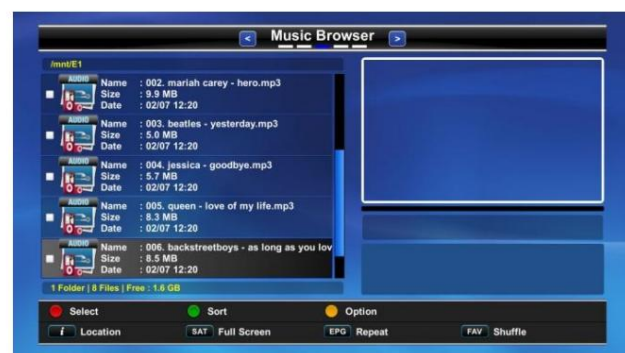 < Music Browser >
/mnt/E1
AUDIO
Name : 002. mariah carey - hero.mp3
Size : 9.9 MB
Date : 02/07 12:20
AUDIO
Name : 003. beatles - yesterday.mp3
Size : 5.0 MB
Date : 02/07 12:20
AUDIO
Name : 004. jessica - goodbye.mp3
Size : 5.7 MB
Date : 02/07 12:20
AUDIO
Name : 005. queen - love of my life.mp3
Size : 8.3 MB
Date : 02/07 12:20
AUDIO
Name : 006. backstreetboys - as long as you lov
Size : 8.5 MB
Date : 02/07 12:20
1 Folder | 8 Files | Free : 1.6 GB
Select Sort Option
i Location SAT Full Screen EPG Repeat FAV Shuffle